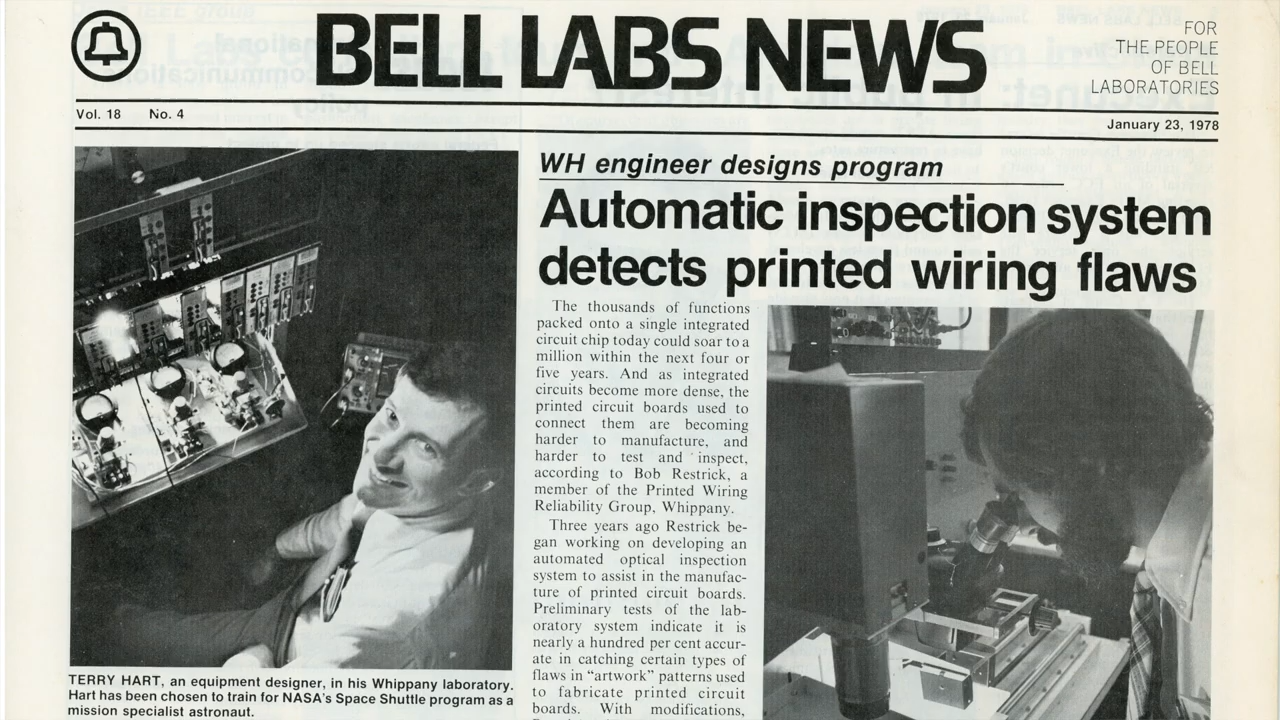 BELL LABS NEWS
FOR
THE PEOPLE
OF BELL
LABORATORIES
Vol. 18 No. 4
January 23, 1978
TERRY HART, an equipment designer, in his Whippany laboratory.
Hart has been chosen to train for NASA's Space Shuttle program as a
mission specialist astronaut.
WH engineer designs program
Automatic inspection system
detects printed wiring flaws
The thousands of functions
packed onto a single integrated
circuit chip today could soar to a
million within the next four or
five years. And as integrated
circuits become more dense, the
printed circuit boards used to
connect them are becoming
harder to manufacture, and
harder to test and inspect,
according to Bob Restrick, a
member of the Printed Wiring
Reliability Group, Whippany.
Three years ago Restrick be-
gan working on developing an
automated optical inspection
system to assist in the manufac-
ture of printed circuit boards.
Preliminary tests of the lab-
oratory system indicate it is
nearly a hundred per cent accur-
ate in catching certain types of
flaws in “artwork” patterns used
to fabricate printed circuit
boards. With modifications,